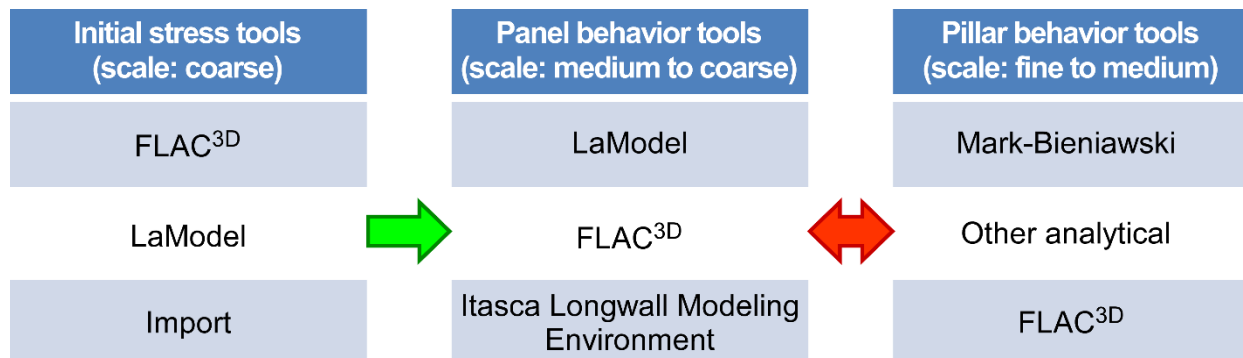 Initial stress tools
(scale: coarse)
FLAC3D
LaModel
Import
Panel behavior tools
(scale: medium to coarse)
LaModel
FLAC3D
Itasca Longwall Modeling
Environment
Pillar behavior tools
(scale: fine to medium)
Mark-Bieniawski
Other analytical
FLAC3D